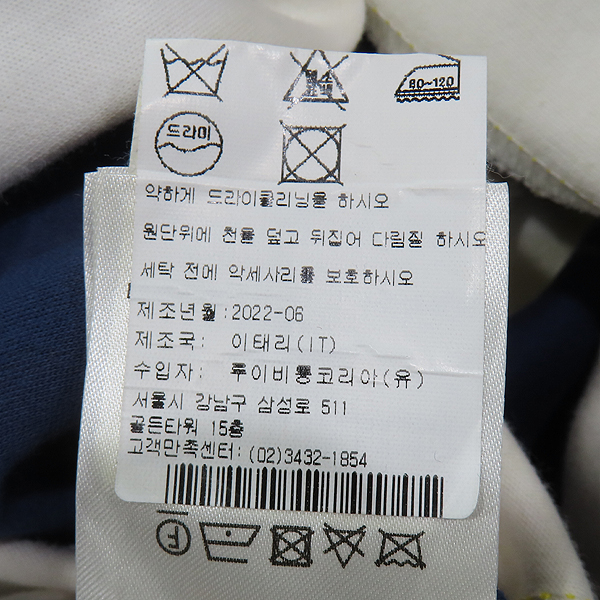 염소 표백 80~120
드라이
약하게 드라이클리닝을 하시오
원단위에 천을 덮고 뒤집어 다림질 하시오
세탁 전에 악세사리를 보호하시오
제조년월:2022-06
제조국: 이태리(IT)
수입자: 루이비통코리아(유)
서울시 강남구 삼성로 511
골든타워 15층
고객만족센터: (02)3432-1854
F